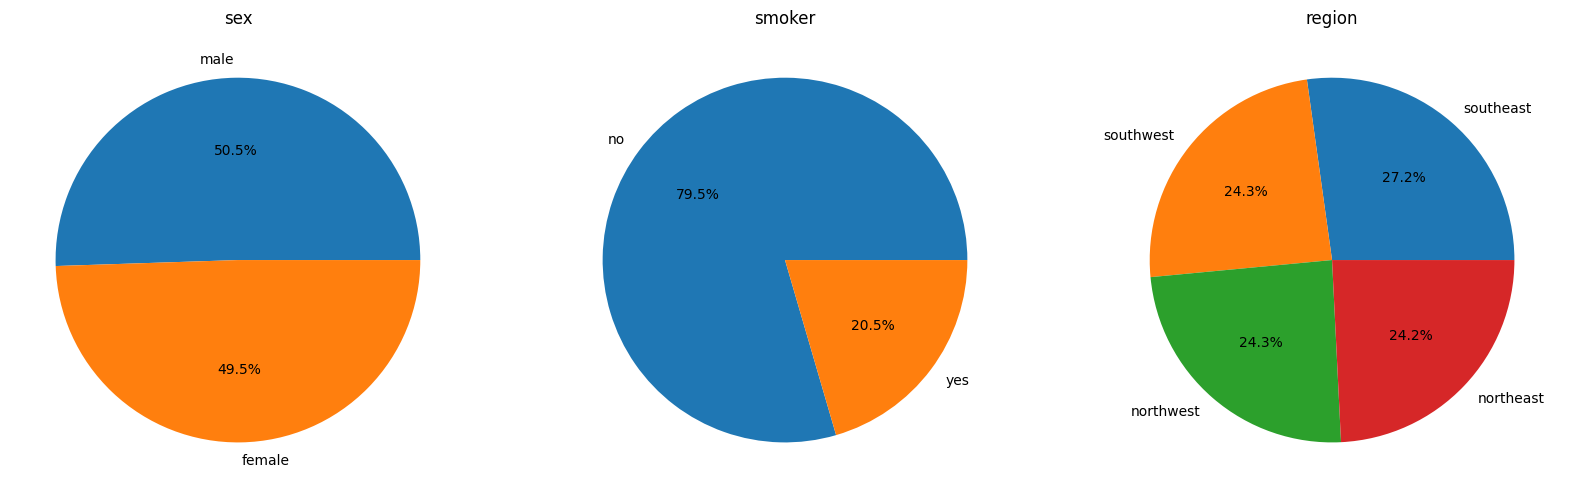 sex
male
50.5%
49.5%
female
smoker
no
79.5%
20.5%
yes
region
southeast
southwest
27.2%
24.3%
24.3%
24.2%
northwest
northeast